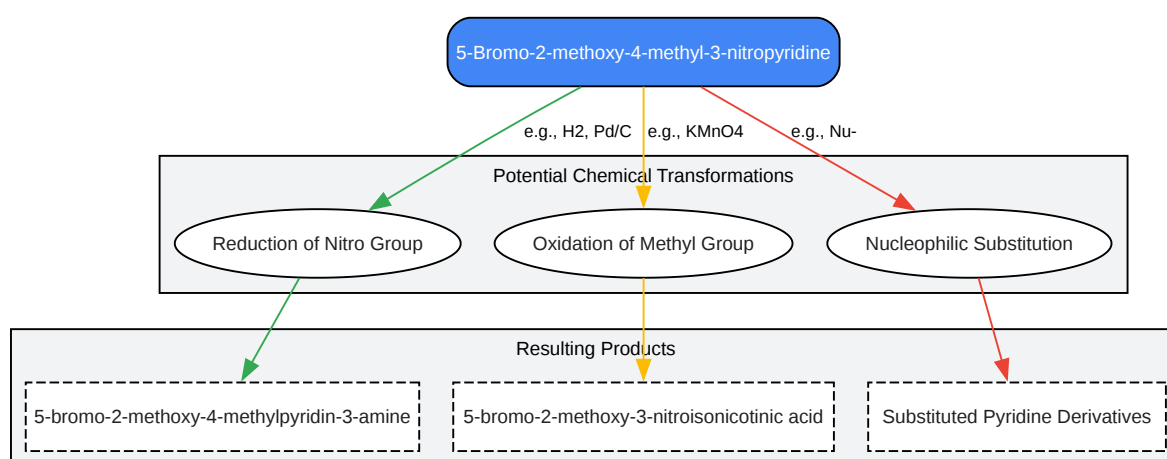 5-Bromo-2-methoxy-4-methyl-3-nitropyridine
e.g., H2, Pd/C
e.g., KMnO4
e.g., Nu-
Potential Chemical Transformations
Reduction of Nitro Group
Oxidation of Methyl Group
Nucleophilic Substitution
Resulting Products
5-bromo-2-methoxy-4-methylpyridin-3-amine
5-bromo-2-methoxy-3-nitroisonicotinic acid
Substituted Pyridine Derivatives